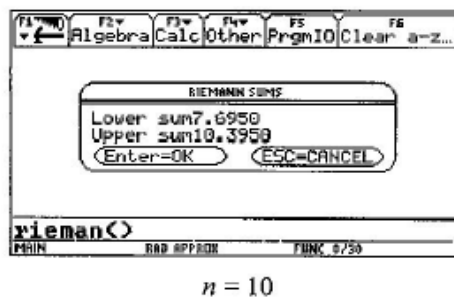 F1 F2 F3 F4 F5 F6
Algebra Calc Other PrgmIO Clear a-z…
RIEMANN SUMS
Lower sum7.6950
Upper sum10.3950
Enter=OK ESC=CANCEL
rieman()
MAIN RAD APPROX FUNC 0/30
n = 10